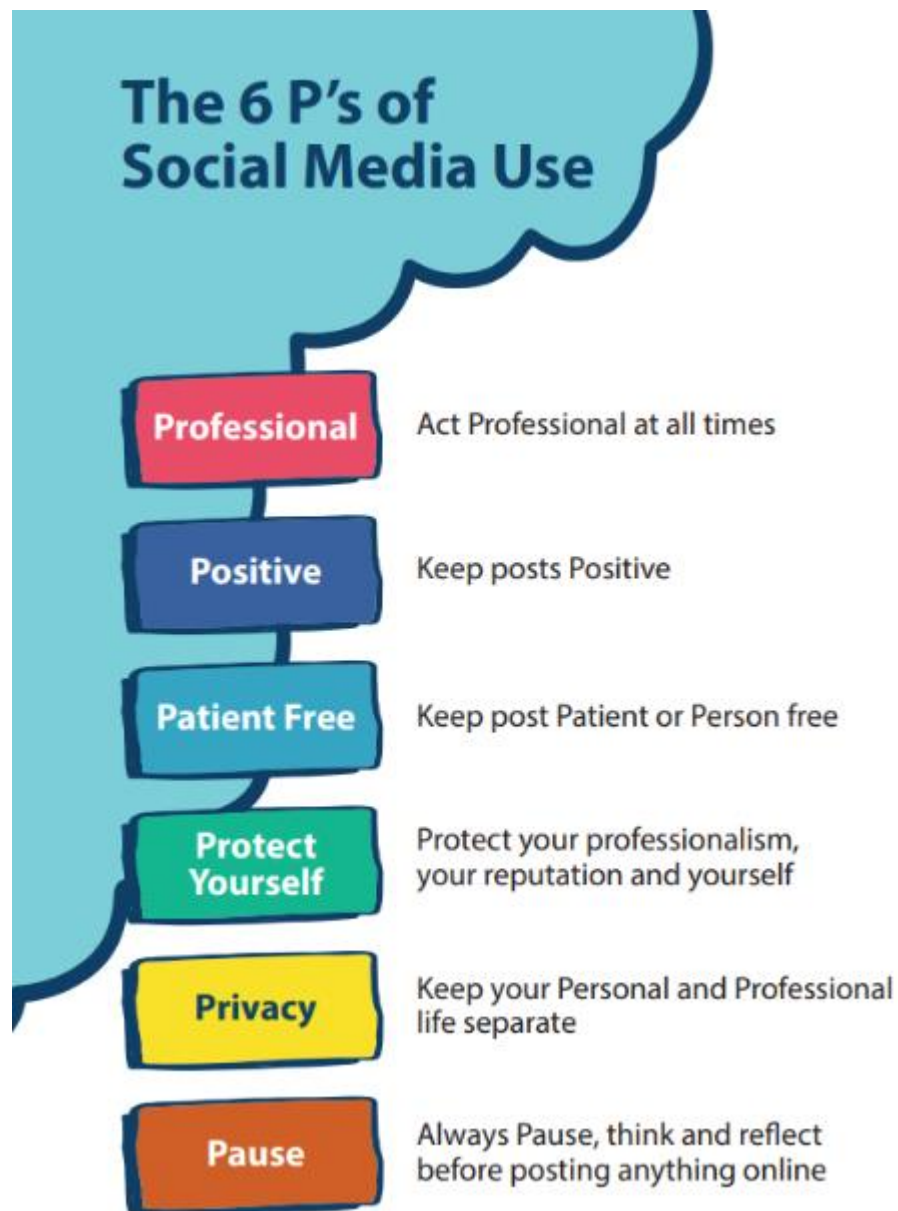 The 6 P's of
Social Media Use
Professional
Act Professional at all times
Positive
Keep posts Positive
Patient Free
Keep post Patient or Person free
Protect
Yourself
Protect your professionalism,
your reputation and yourself
Privacy
Keep your Personal and Professional
life separate
Pause
Always Pause, think and reflect
before posting anything online